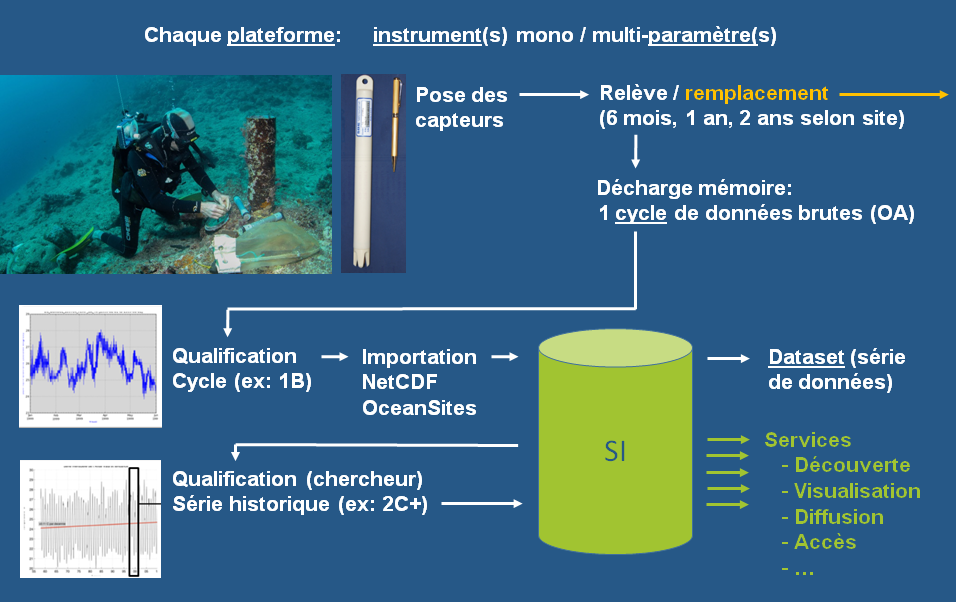 Chaque plateforme: instrument(s) mono / multi-paramètre(s)
Pose des
capteurs
Relève / remplacement
(6 mois, 1 an, 2 ans selon site)
Décharge mémoire:
1 cycle de données brutes (OA)
Qualification
Cycle (ex: 1B)
Importation
NetCDF
OceanSites
SI
Dataset (série
de données)
Qualification (chercheur)
Série historique (ex: 2C+)
Services
- Découverte
- Visualisation
- Diffusion
- Accès
- ...